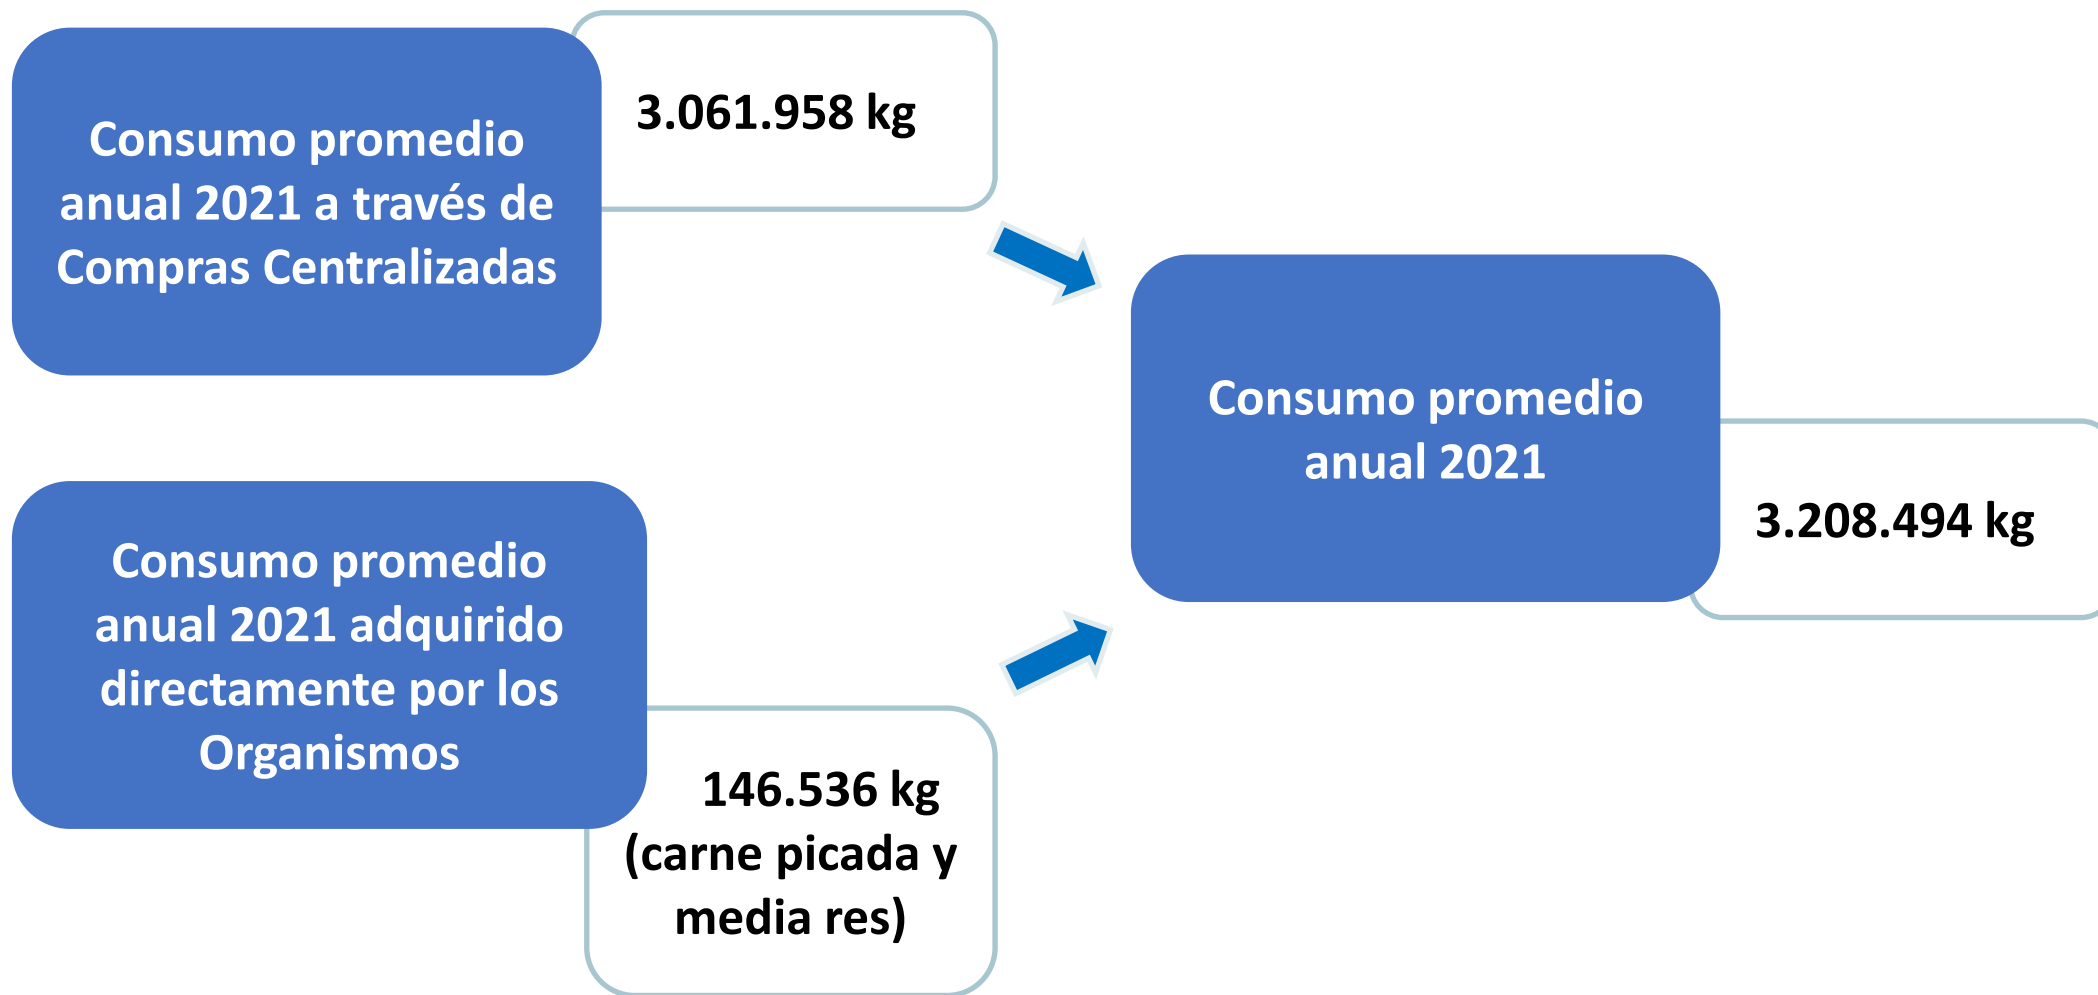 Consumo promedio
anual 2021 a través de
Compras Centralizadas
3.061.958 kg
Consumo promedio
anual 2021 adquirido
directamente por los
Organismos
146.536 kg
(carne picada y
media res)
Consumo promedio
anual 2021
3.208.494 kg